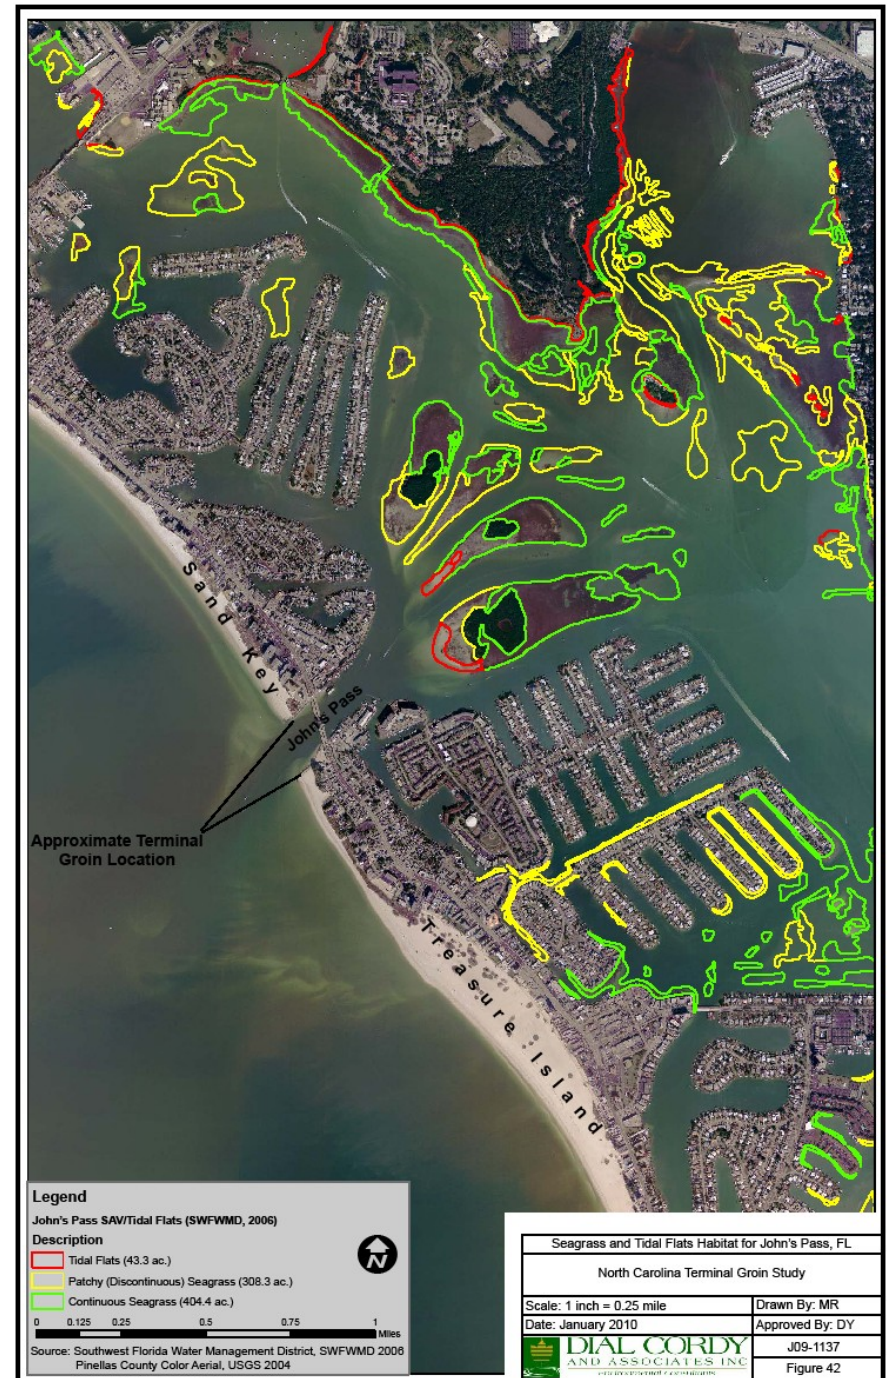 Sand Key
John's Pass
Approximate Terminal
Groin Location
Treasure Island
Legend
John's Pass SAV/Tidal Flats (SWFWMD, 2006)
Description
Tidal Flats (43.3 ac.)
Patchy (Discontinuous) Seagrass (308.3 ac.)
Continuous Seagrass (404.4 ac.)
N
0 0.125 0.25 0.5 0.75 1
Miles
Source: Southwest Florida Water Management District, SWFWMD 2006
Pinellas County Color Aerial, USGS 2004
Seagrass and Tidal Flats Habitat for John's Pass, FL
North Carolina Terminal Groin Study
Scale: 1 inch = 0.25 mile
Drawn By: MR
Date: January 2010
Approved By: DY
DIAL CORDY
AND ASSOCIATES INC
environmental consultants
J09-1137
Figure 42